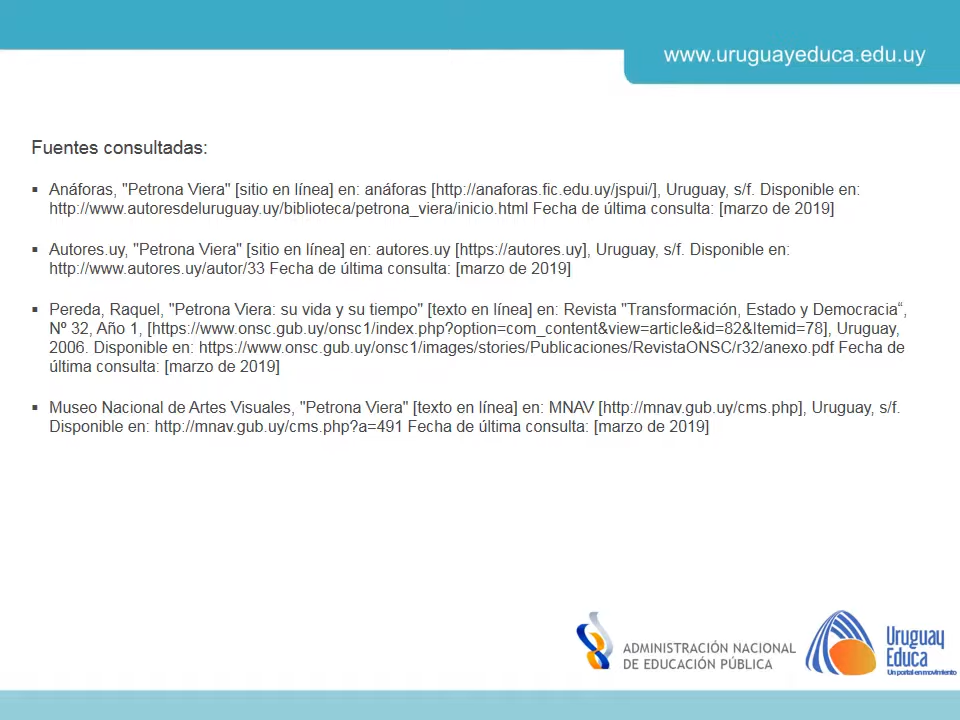 www.uruguayeduca.edu.uy
Fuentes consultadas:
▪ Anáforas, "Petrona Viera" [sitio en línea] en: anáforas [http://anaforas.fic.edu.uy/jspui/], Uruguay, s/f. Disponible en:
http://www.autoresdeluruguay.uy/biblioteca/petrona_viera/inicio.html Fecha de última consulta: [marzo de 2019]
▪ Autores.uy, "Petrona Viera" [sitio en línea] en: autores.uy [https://autores.uy], Uruguay, s/f. Disponible en:
http://www.autores.uy/autor/33 Fecha de última consulta: [marzo de 2019]
▪ Pereda, Raquel, "Petrona Viera: su vida y su tiempo" [texto en línea] en: Revista "Transformación, Estado y Democracia“,
Nº 32, Año 1, [https://www.onsc.gub.uy/onsc1/index.php?option=com_content&view=article&id=82&Itemid=78], Uruguay,
2006. Disponible en: https://www.onsc.gub.uy/onsc1/images/stories/Publicaciones/RevistaONSC/r32/anexo.pdf Fecha de
última consulta: [marzo de 2019]
▪ Museo Nacional de Artes Visuales, "Petrona Viera" [texto en línea] en: MNAV [http://mnav.gub.uy/cms.php], Uruguay, s/f.
Disponible en: http://mnav.gub.uy/cms.php?a=491 Fecha de última consulta: [marzo de 2019]
ADMINISTRACIÓN NACIONAL
DE EDUCACIÓN PÚBLICA
Uruguay
Educa
Un portal en movimiento